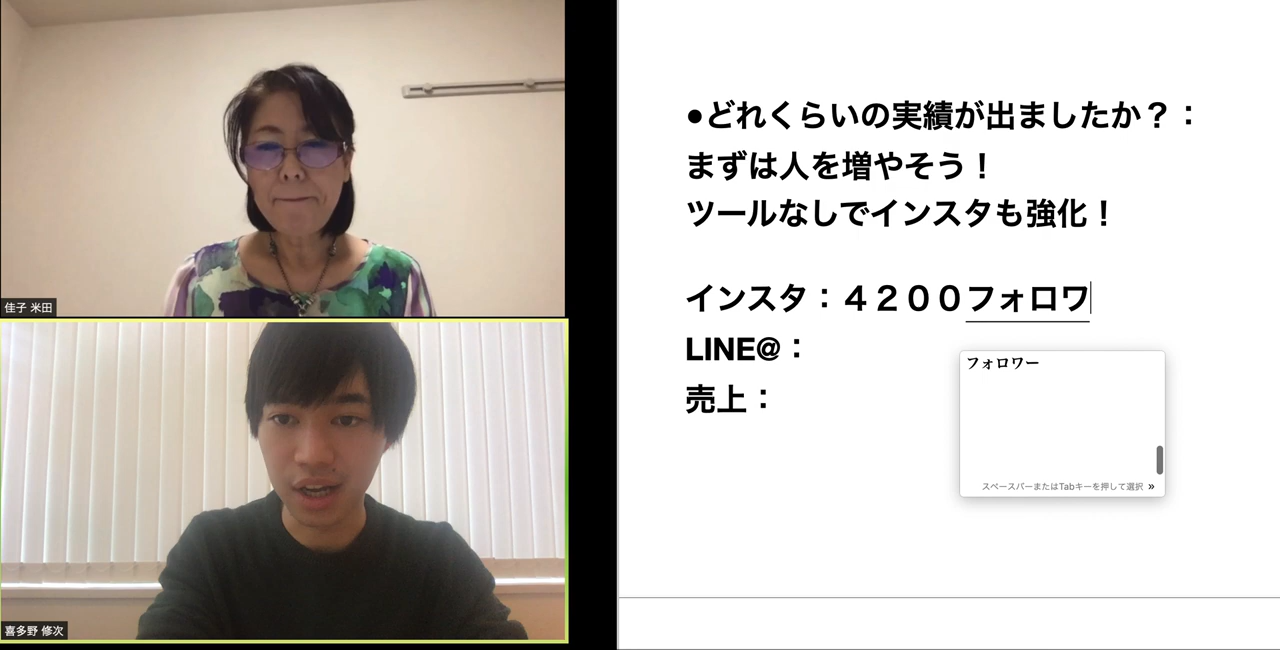 佳子 米田
喜多野 修次
●どれくらいの実績が出ましたか？：
まずは人を増やそう！
ツールなしでインスタも強化！
インスタ：４２００フォロワ
LINE@：
売上：
フォロワー
スペースバーまたはTabキーを押して選択 »